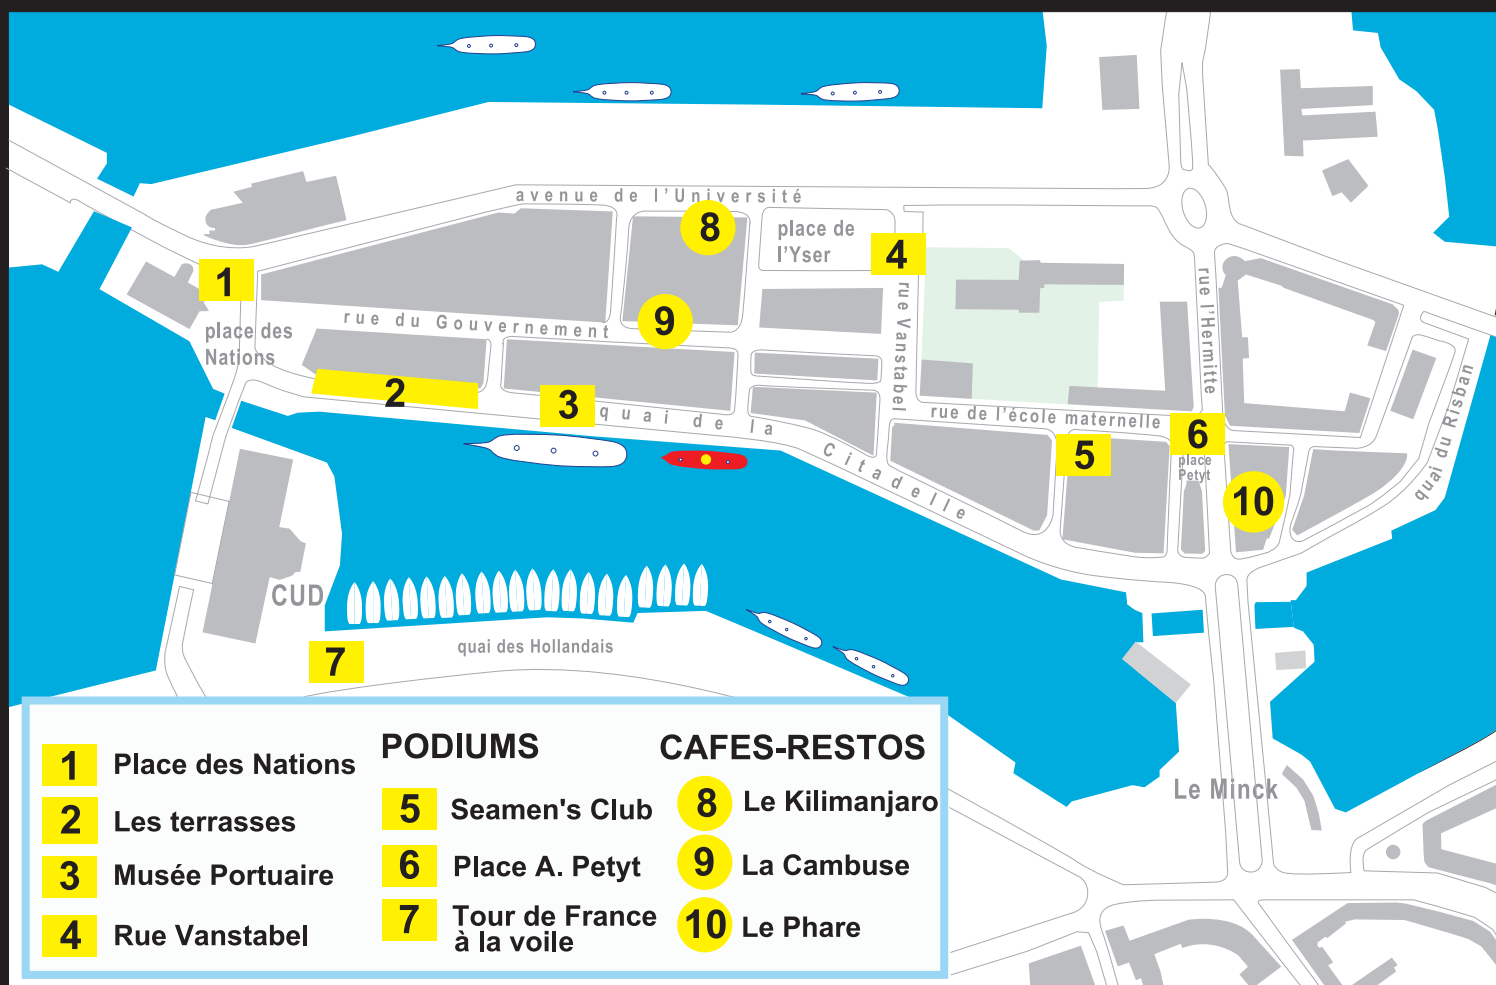 avenue de l'Université
8
place de
l'Yser
4
1
place des
Nations
rue du Gouvernement
9
rue Vanstabel
rue l'Hermitte
2
3
quai de la
Citadelle
rue de l'école maternelle
5
6
place
Petyt
10
quai du Risban
CUD
7
quai des Hollandais
Le Minck
1 Place des Nations
2 Les terrasses
3 Musée Portuaire
4 Rue Vanstabel
PODIUMS
5 Seamen's Club
6 Place A. Petyt
7 Tour de France
à la voile
CAFES-RESTOS
8 Le Kilimanjaro
9 La Cambuse
10 Le Phare